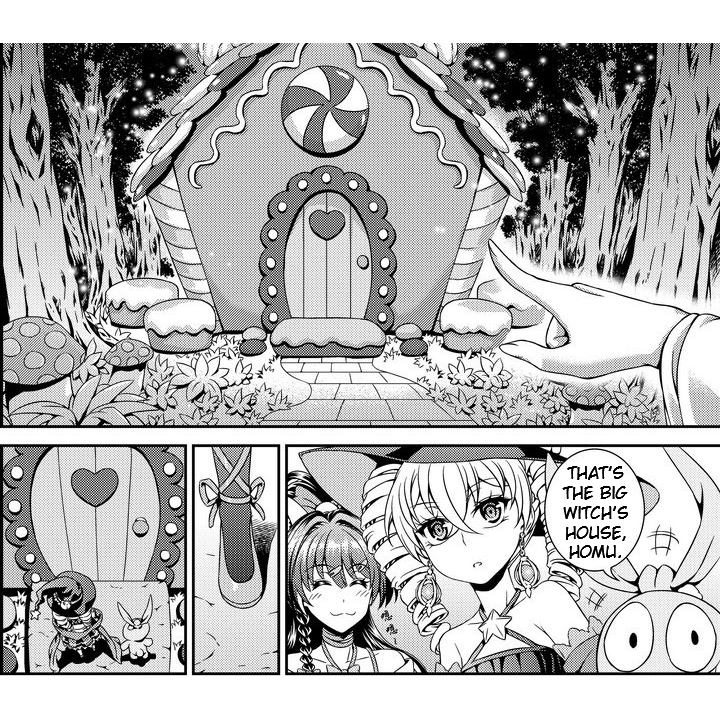 THAT'S
THE BIG
WITCH'S
HOUSE,
HOMU.